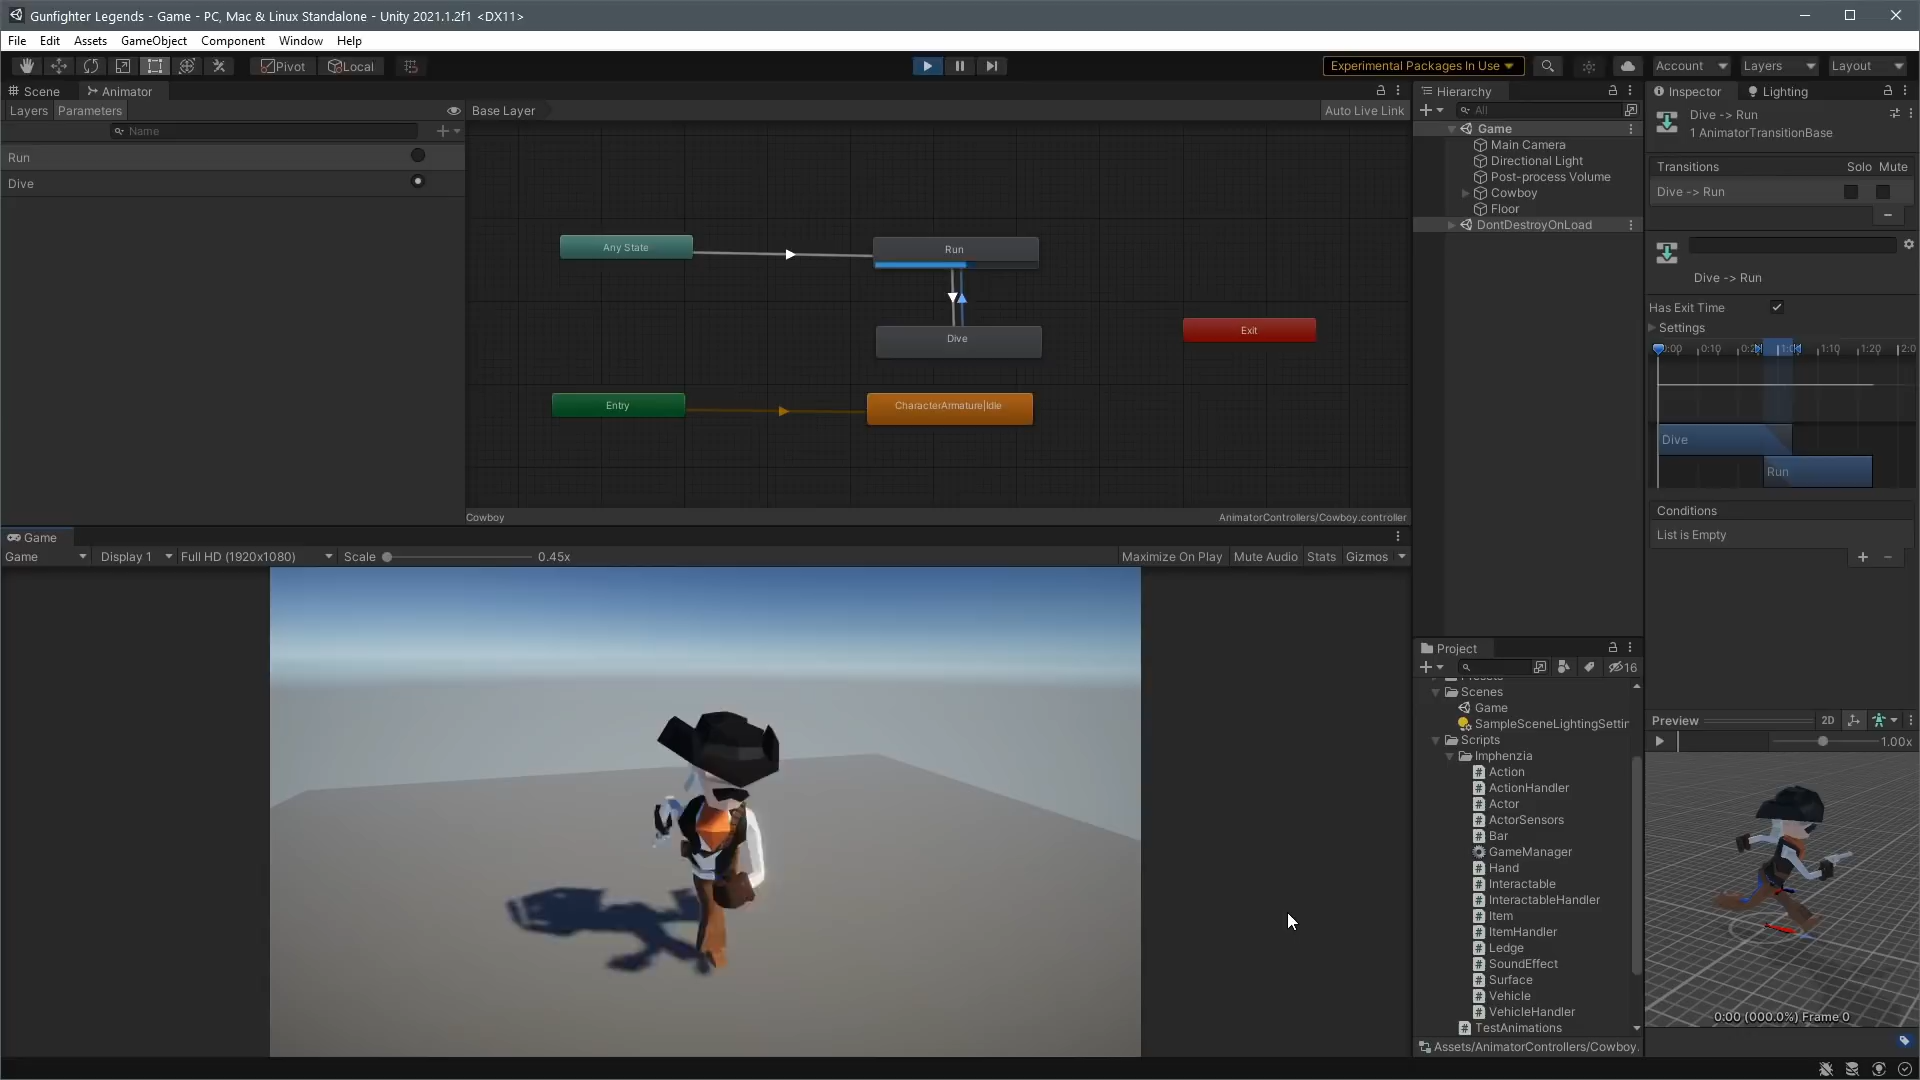 Gunfighter Legends - Game - PC, Mac & Linux Standalone - Unity 2021.1.2f1 <DX11>
File Edit Assets GameObject Component Window Help
Pivot Local Experimental Packages In Use Account Layers Layout
Scene Animator
Layers Parameters
Name
Run
Dive
Base Layer Auto Live Link
Any State
Run
Dive
Exit
Entry
CharacterArmature|Idle
Cowboy AnimatorControllers/Cowboy.controller
Game
Game Display 1 Full HD (1920x1080) Scale 0.45x Maximize On Play Mute Audio Stats Gizmos
Hierarchy
All
Game
Main Camera
Directional Light
Post-process Volume
Cowboy
Floor
DontDestroyOnLoad
Project
16
Scenes
Game
SampleSceneLightingSettin
Scripts
Imphenzia
Action
ActionHandler
Actor
ActorSensors
Bar
GameManager
Hand
Interactable
InteractableHandler
Item
ItemHandler
Ledge
SoundEffect
Surface
Vehicle
VehicleHandler
TestAnimations
Assets/AnimatorControllers/Cowboy.
Inspector Lighting
Dive -> Run
1 AnimatorTransitionBase
Transitions Solo Mute
Dive -> Run
Dive -> Run
Has Exit Time
Settings
:00 0:10 1:10 1:20 2:0
Dive
Run
Conditions
List is Empty
Preview 2D
1.00x
0:00 (000.0%) Frame 0